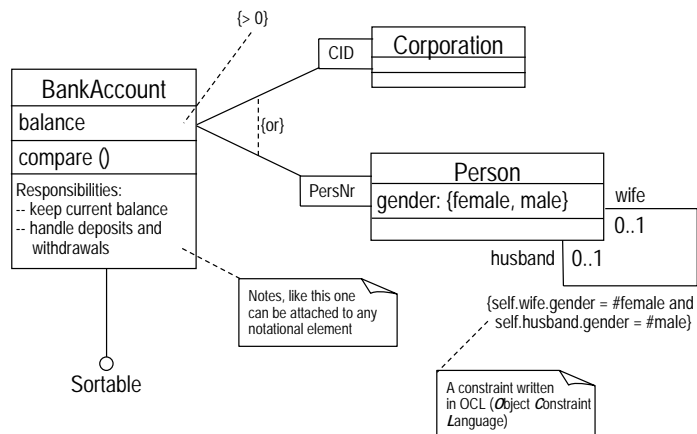 {> 0}
Corporation
CID
BankAccount
balance
compare ()
Responsibilities:
-- keep current balance
-- handle deposits and
withdrawals
{or}
Person
PersNr
gender: {female, male}
wife
0..1
husband
0..1
Notes, like this one
can be attached to any
notational element
{self.wife.gender = #female and
self.husband.gender = #male}
Sortable
A constraint written
in OCL (Object Constraint
Language)